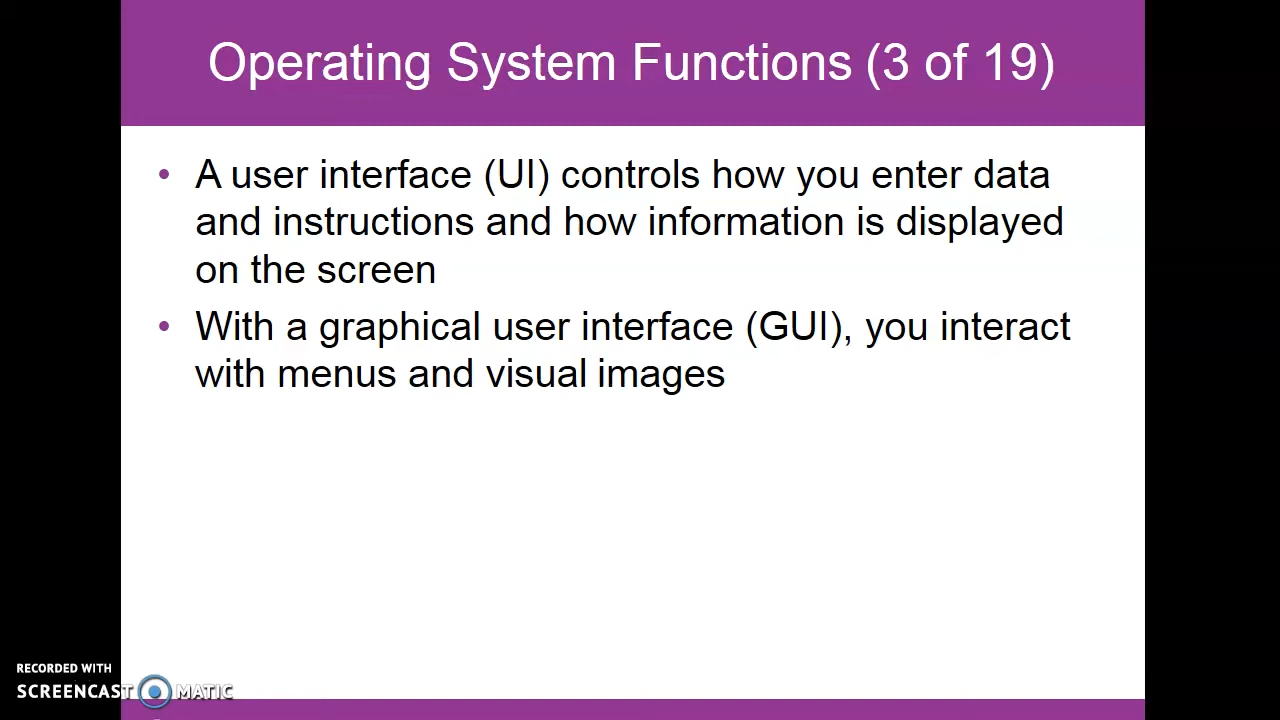 Operating System Functions (3 of 19)
• A user interface (UI) controls how you enter data
and instructions and how information is displayed
on the screen
• With a graphical user interface (GUI), you interact
with menus and visual images
RECORDED WITH
SCREENCAST MATIC